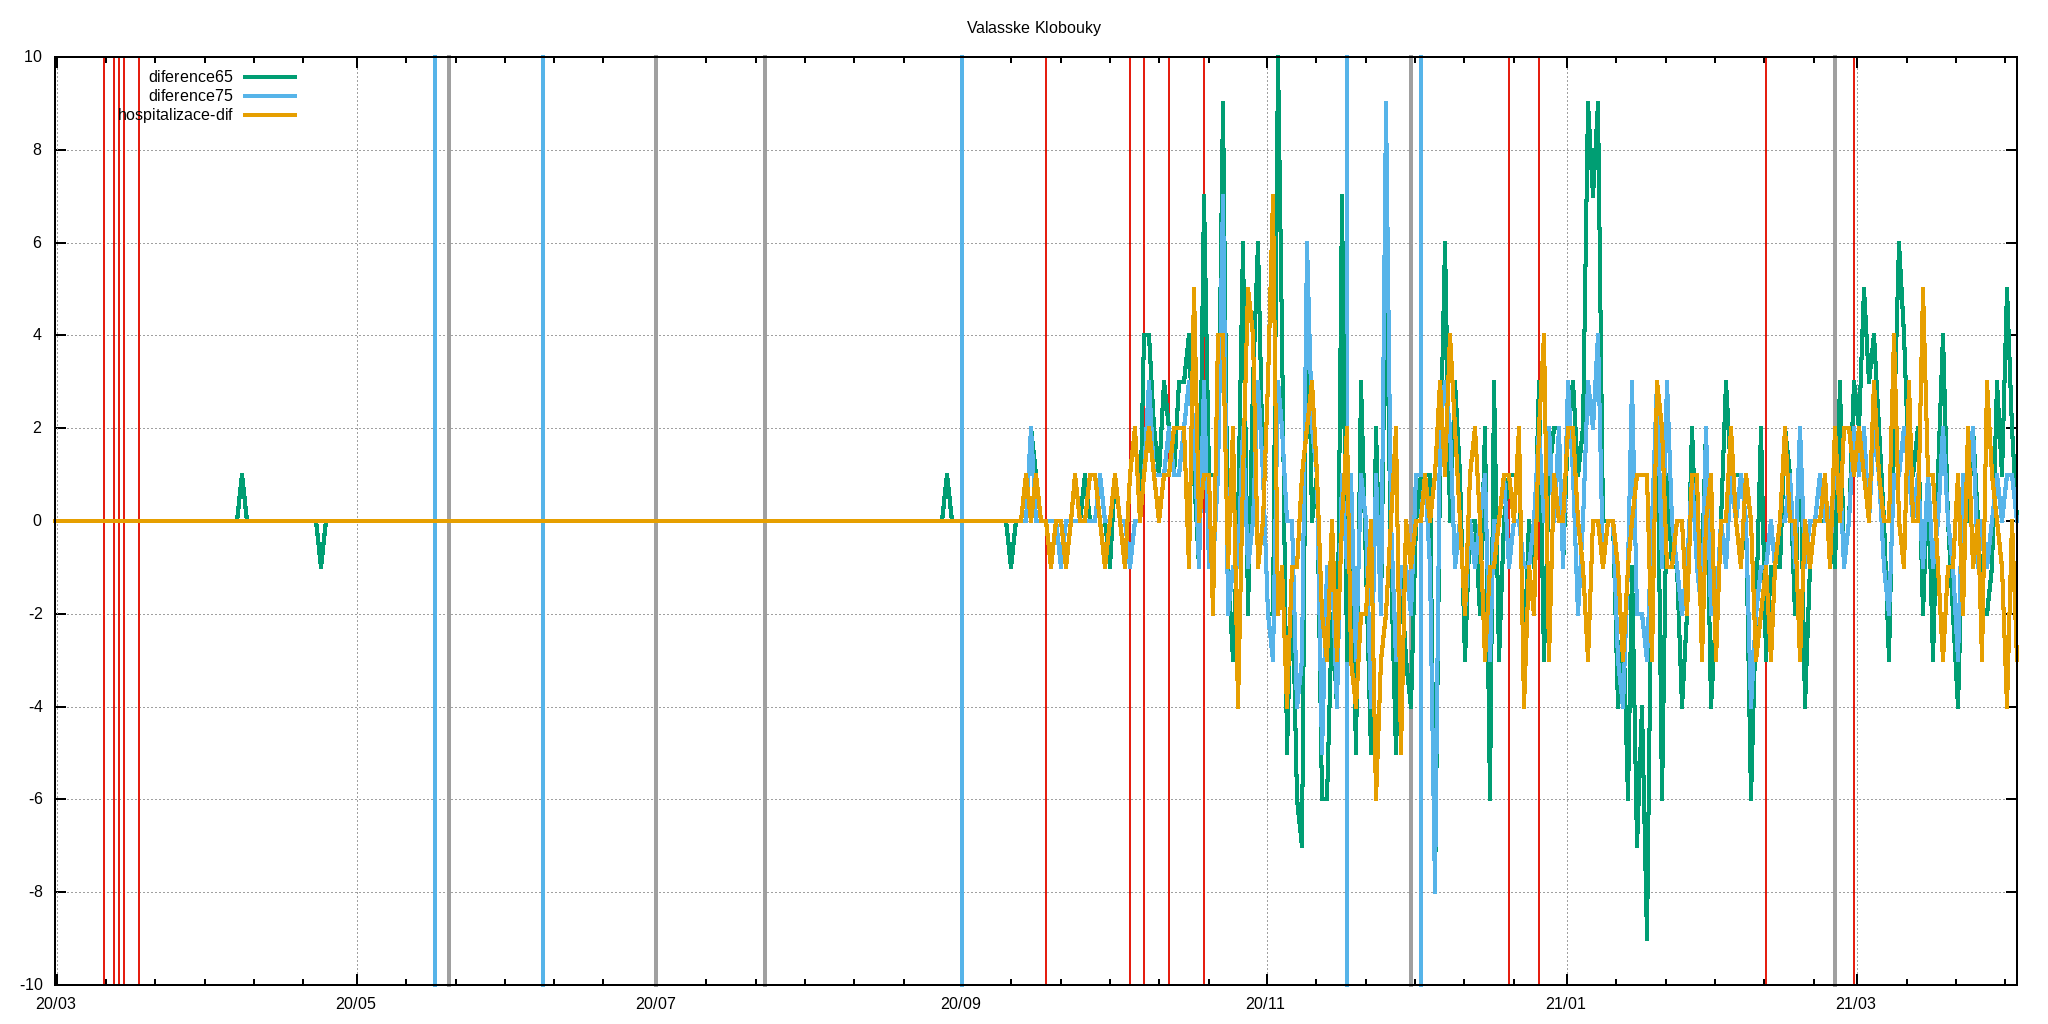 Valasske Klobouky
10
diference65
diference75
hospitalizace-dif
8
6
4
2
0
-2
-4
-6
-8
-10
20/03 20/05 20/07 20/09 20/11 21/01 21/03